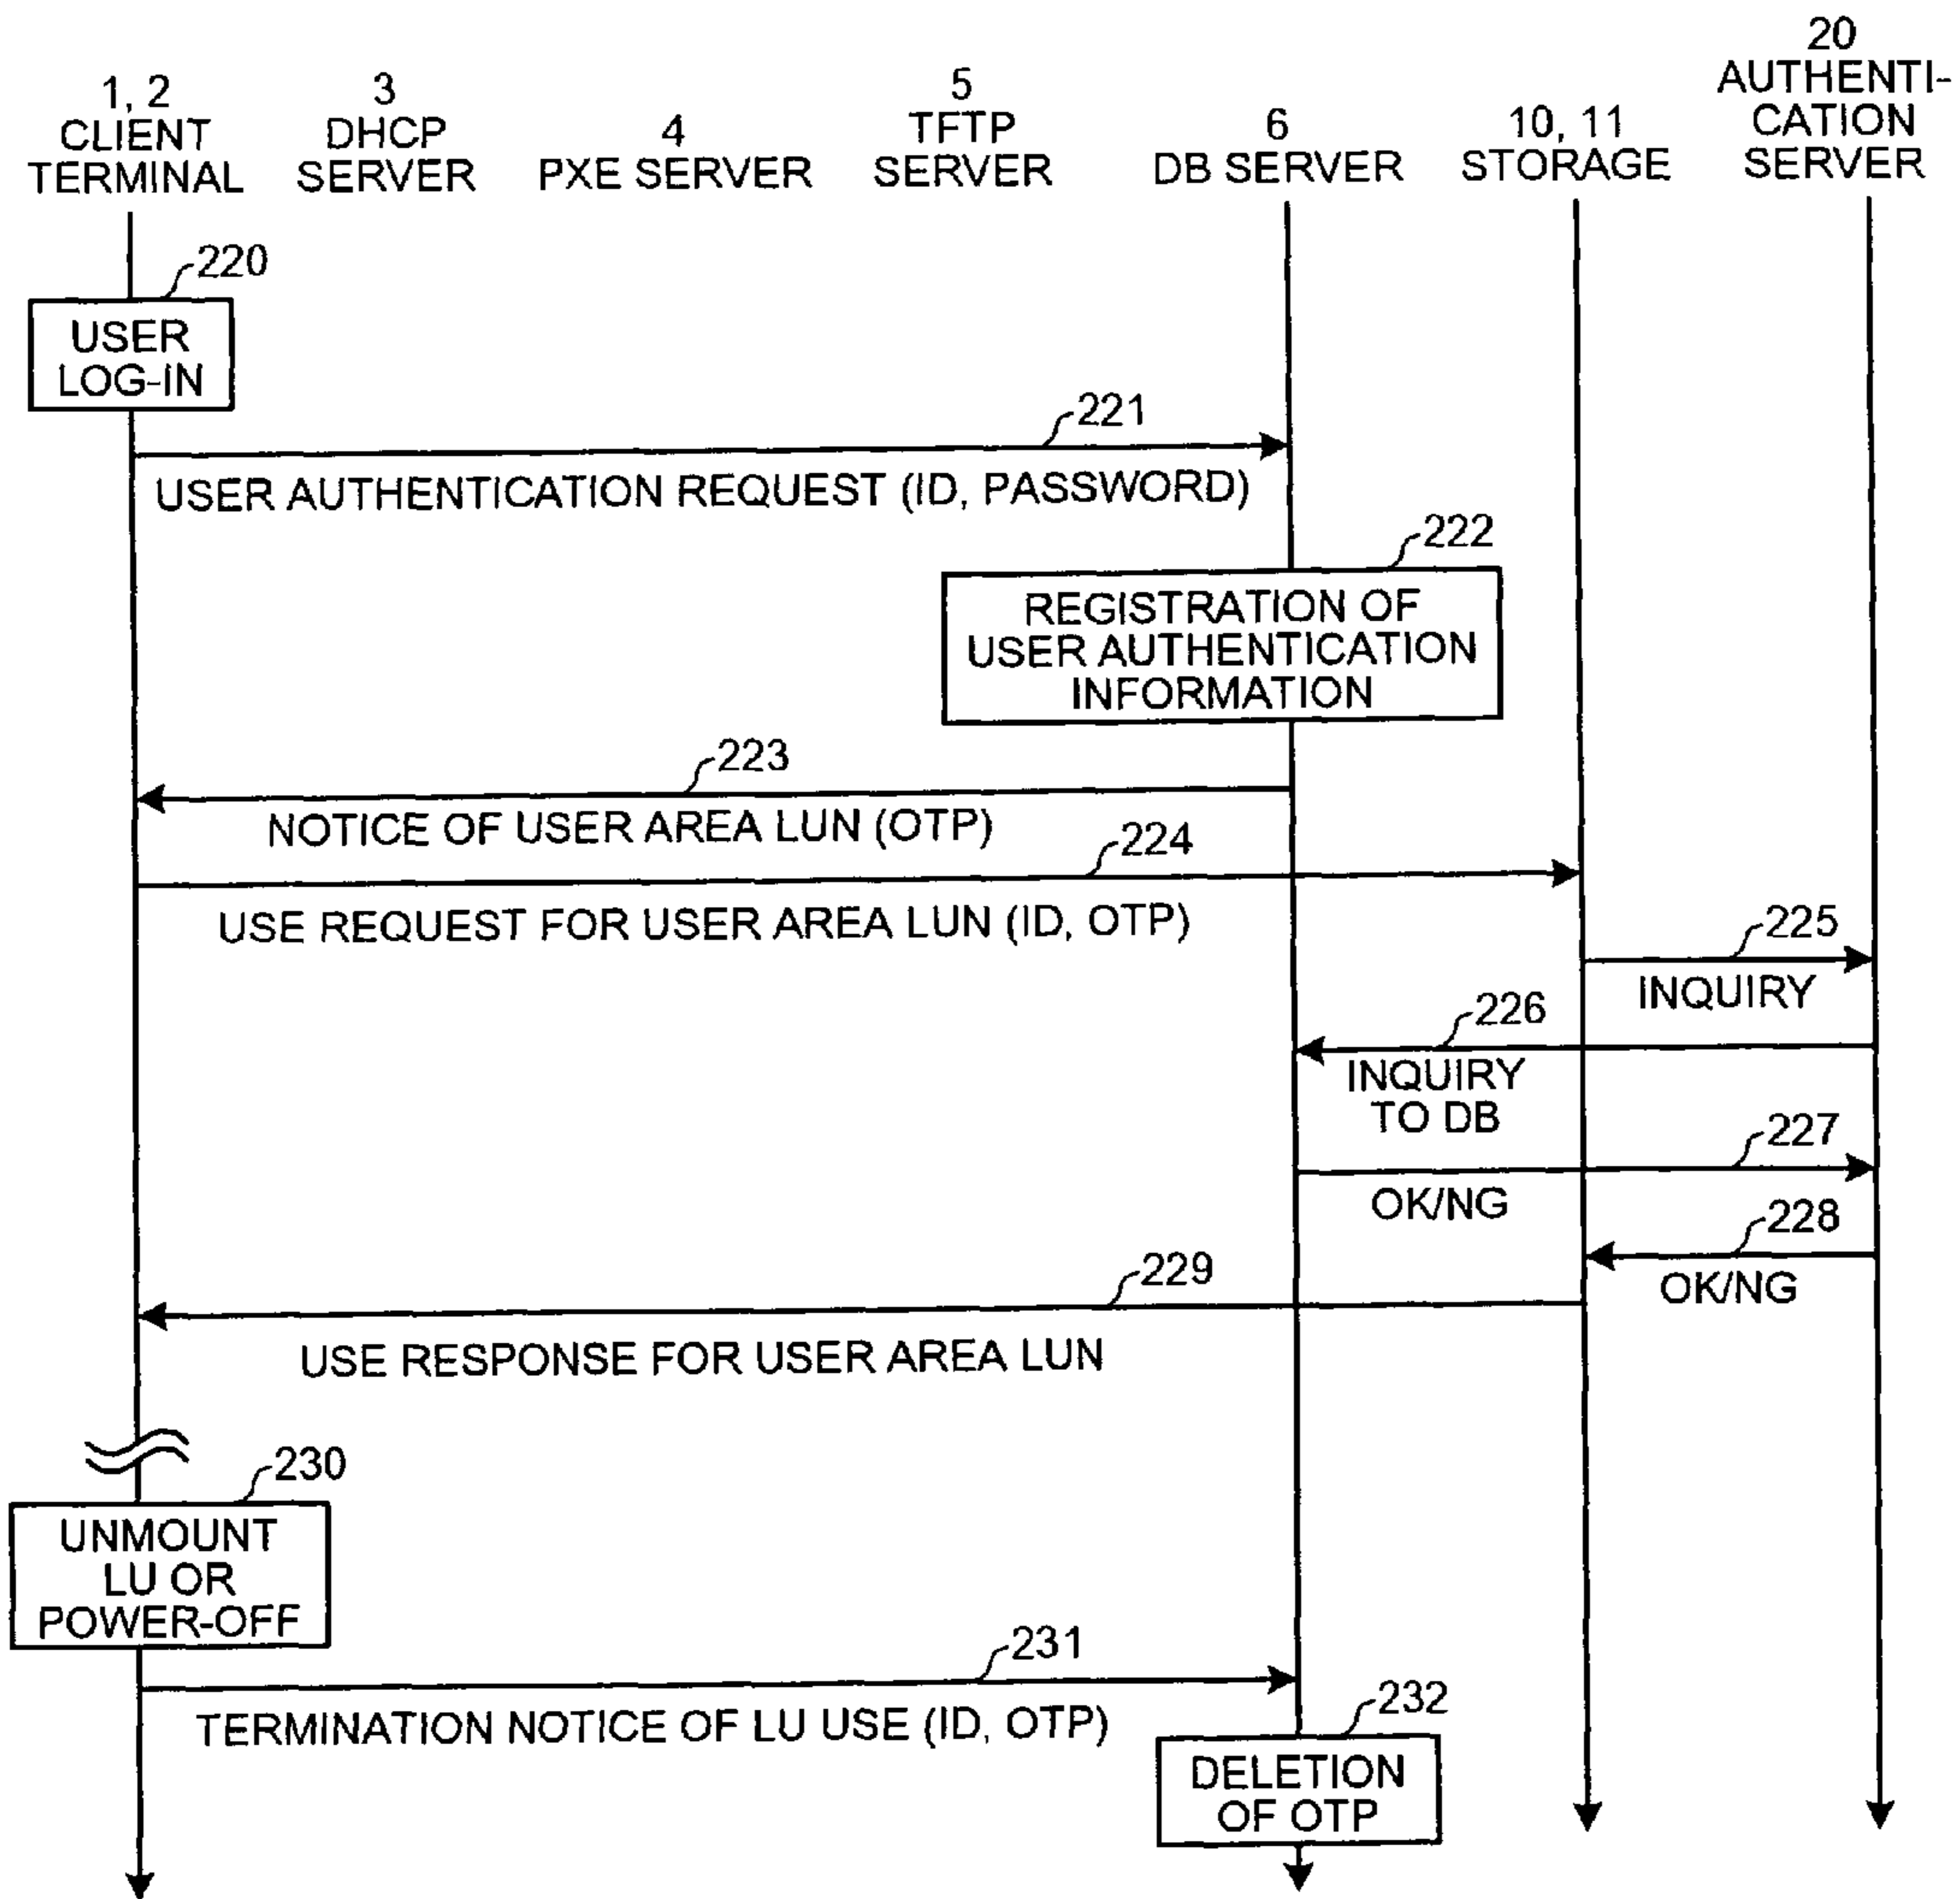 1, 2
CLIENT
TERMINAL
3
DHCP
SERVER
4
PXE SERVER
5
TFTP
SERVER
6
DB SERVER
10, 11
STORAGE
20
AUTHENTI-
CATION
SERVER
220
USER
LOG-IN
221
USER AUTHENTICATION REQUEST (ID, PASSWORD)
222
REGISTRATION OF
USER AUTHENTICATION
INFORMATION
223
NOTICE OF USER AREA LUN (OTP)
224
USE REQUEST FOR USER AREA LUN (ID, OTP)
225
INQUIRY
226
INQUIRY
TO DB
227
OK/NG
228
OK/NG
229
USE RESPONSE FOR USER AREA LUN
230
UNMOUNT
LU OR
POWER-OFF
231
TERMINATION NOTICE OF LU USE (ID, OTP)
232
DELETION
OF OTP